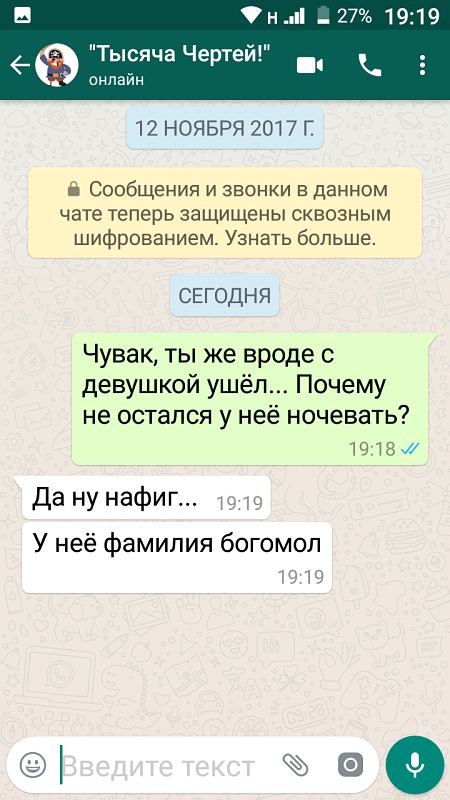 Н 27% 19:19
"Тысяча Чертей!"
онлайн
12 НОЯБРЯ 2017 Г.
Сообщения и звонки в данном
чате теперь защищены сквозным
шифрованием. Узнать больше.
СЕГОДНЯ
Чувак, ты же вроде с
девушкой ушёл... Почему
не остался у неё ночевать?
19:18
Да ну нафиг... 19:19
У неё фамилия богомол
19:19
Введите текст